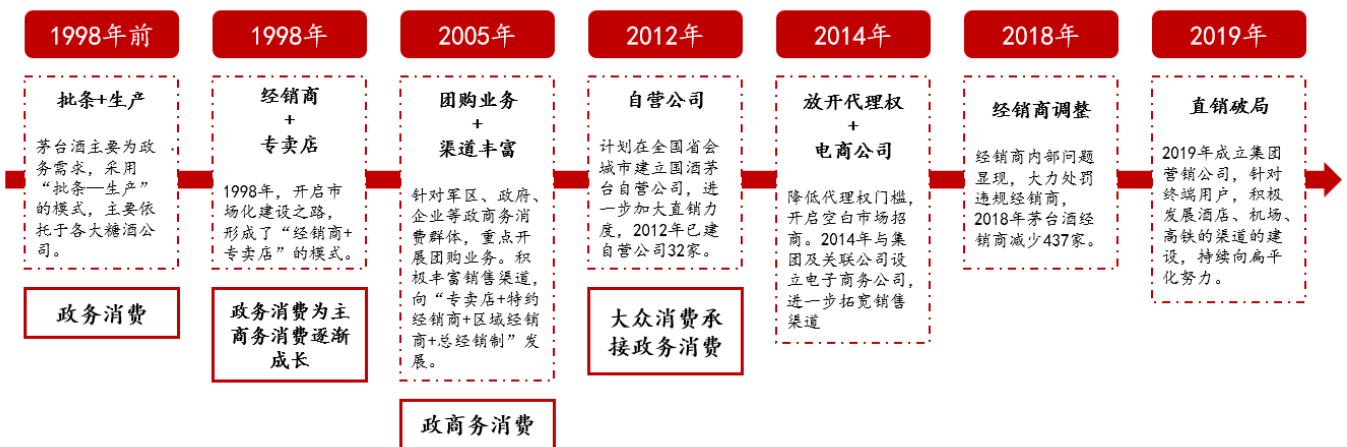 1998年前
批条+生产
茅台酒主要为政
务需求，采用
“批条—生产”
的模式，主要依
托于各大糖酒公
司。
政务消费
1998年
经销商
+
专卖店
1998年，开启市
场化建设之路，
形成了“经销商+
专卖店”的模式。
政务消费为主
商务消费逐渐
成长
2005年
团购业务
+
渠道丰富
针对军区、政府、
企业等政商务消
费群体，重点开
展团购业务。积
极丰富销售渠道，
向“专卖店+特约
经销商+区域经销
商+总经销制”发
展。
政商务消费
2012年
自营公司
计划在全国省会
城市建立国酒茅
台自营公司，进
一步加大直销力
度，2012年已建
自营公司32家。
大众消费承
接政务消费
2014年
放开代理权
+
电商公司
降低代理权门槛，
开启空白市场招
商。2014年与集
团及关联公司设
立电子商务公司，
进一步拓宽销售
渠道
2018年
经销商调整
经销商内部问题
显现，大力处罚
违规经销商，
2018年茅台酒经
销商减少437家。
2019年
直销破局
2019年成立集团
营销公司，针对
终端用户，积极
发展酒店、机场、
高铁的渠道的建
设，持续向扁平
化努力。